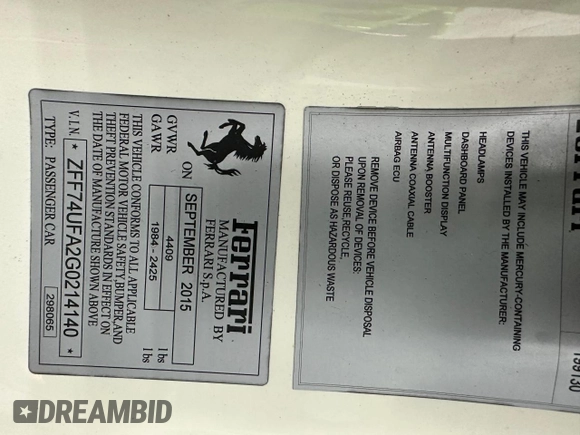 Ferrari
MANUFACTURED BY
FERRARI S.p.A.
ON SEPTEMBER 2015
GVWR 4409 lbs
GAWR 1984-2425 lbs
THIS VEHICLE CONFORMS TO ALL APPLICABLE
FEDERAL MOTOR VEHICLE SAFETY,BUMPER,AND
THEFT PREVENTION STANDARDS IN EFFECT ON
THE DATE OF MANUFACTURE SHOWN ABOVE
V.I.N. * ZFF74UFA2G0214140 *
TYPE: PASSENGER CAR 298065
199130
THIS VEHICLE MAY INCLUDE MERCURY-CONTAINING
DEVICES INSTALLED BY THE MANUFACTURER:
HEADLAMPS
DASHBOARD PANEL
MULTIFUNCTION DISPLAY
ANTENNA BOOSTER
ANTENNA COAXIAL CABLE
AIRBAG ECU
REMOVE DEVICE BEFORE VEHICLE DISPOSAL
UPON REMOVAL OF DEVICES:
PLEASE REUSE,RECYCLE,
OR DISPOSE AS HAZARDOUS WASTE
DREAMBID